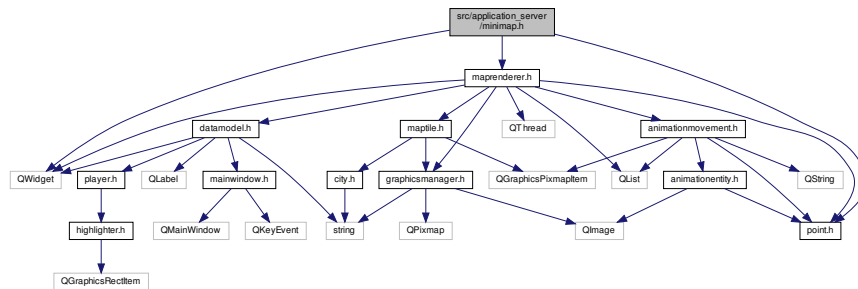 src/application_server
/minimap.h
maprenderer.h
datamodel.h
maptile.h
QThread
animationmovement.h
QWidget
player.h
QLabel
mainwindow.h
city.h
graphicsmanager.h
QGraphicsPixmapItem
QList
animationentity.h
QString
highlighter.h
QMainWindow
QKeyEvent
string
QPixmap
QImage
point.h
QGraphicsRectItem